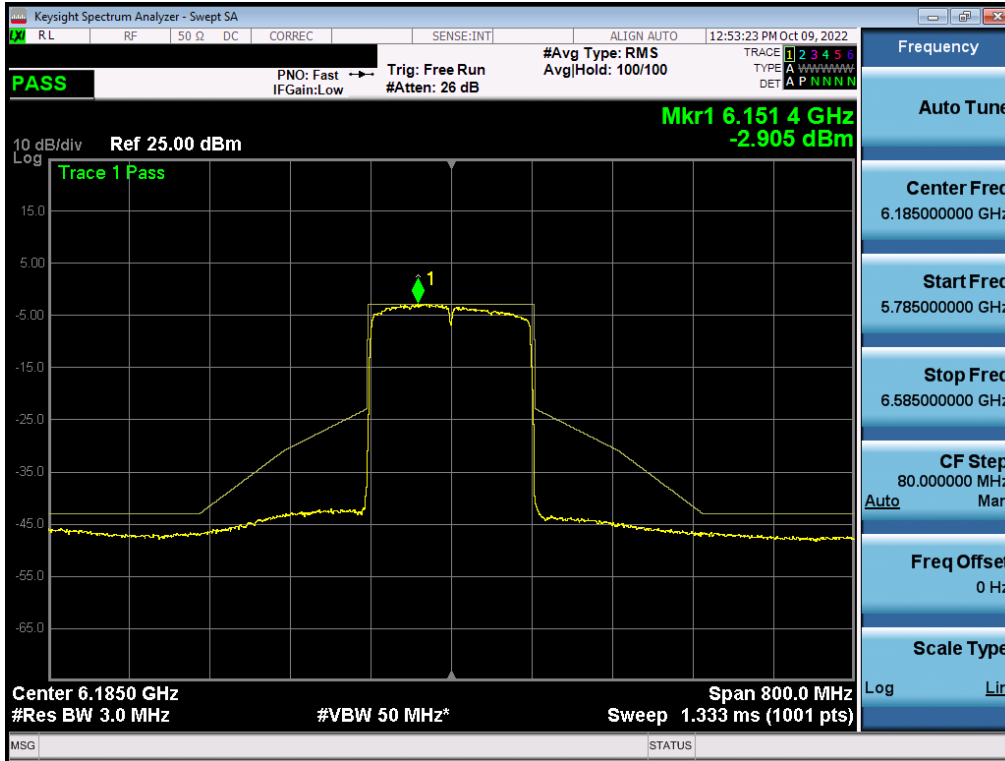 Keysight Spectrum Analyzer - Swept SA
LXI RL RF 50 Ω DC CORREC SENSE:INT ALIGN AUTO 12:53:23 PM Oct 09, 2022
PASS
PNO: Fast
IFGain:Low
Trig: Free Run
#Atten: 26 dB
#Avg Type: RMS
Avg|Hold: 100/100
TRACE 1 2 3 4 5 6
TYPE A WWWWW
DET A P N N N N
Mkr1 6.151 4 GHz
-2.905 dBm
10 dB/div Ref 25.00 dBm
Log
Trace 1 Pass
15.0
5.00
1
-5.00
-15.0
-25.0
-35.0
-45.0
-55.0
-65.0
Center 6.1850 GHz Span 800.0 MHz
#Res BW 3.0 MHz #VBW 50 MHz* Sweep 1.333 ms (1001 pts)
MSG STATUS
Frequency
Auto Tune
Center Freq
6.185000000 GHz
Start Freq
5.785000000 GHz
Stop Freq
6.585000000 GHz
CF Step
80.000000 MHz
Auto Man
Freq Offset
0 Hz
Scale Type
Log Lin